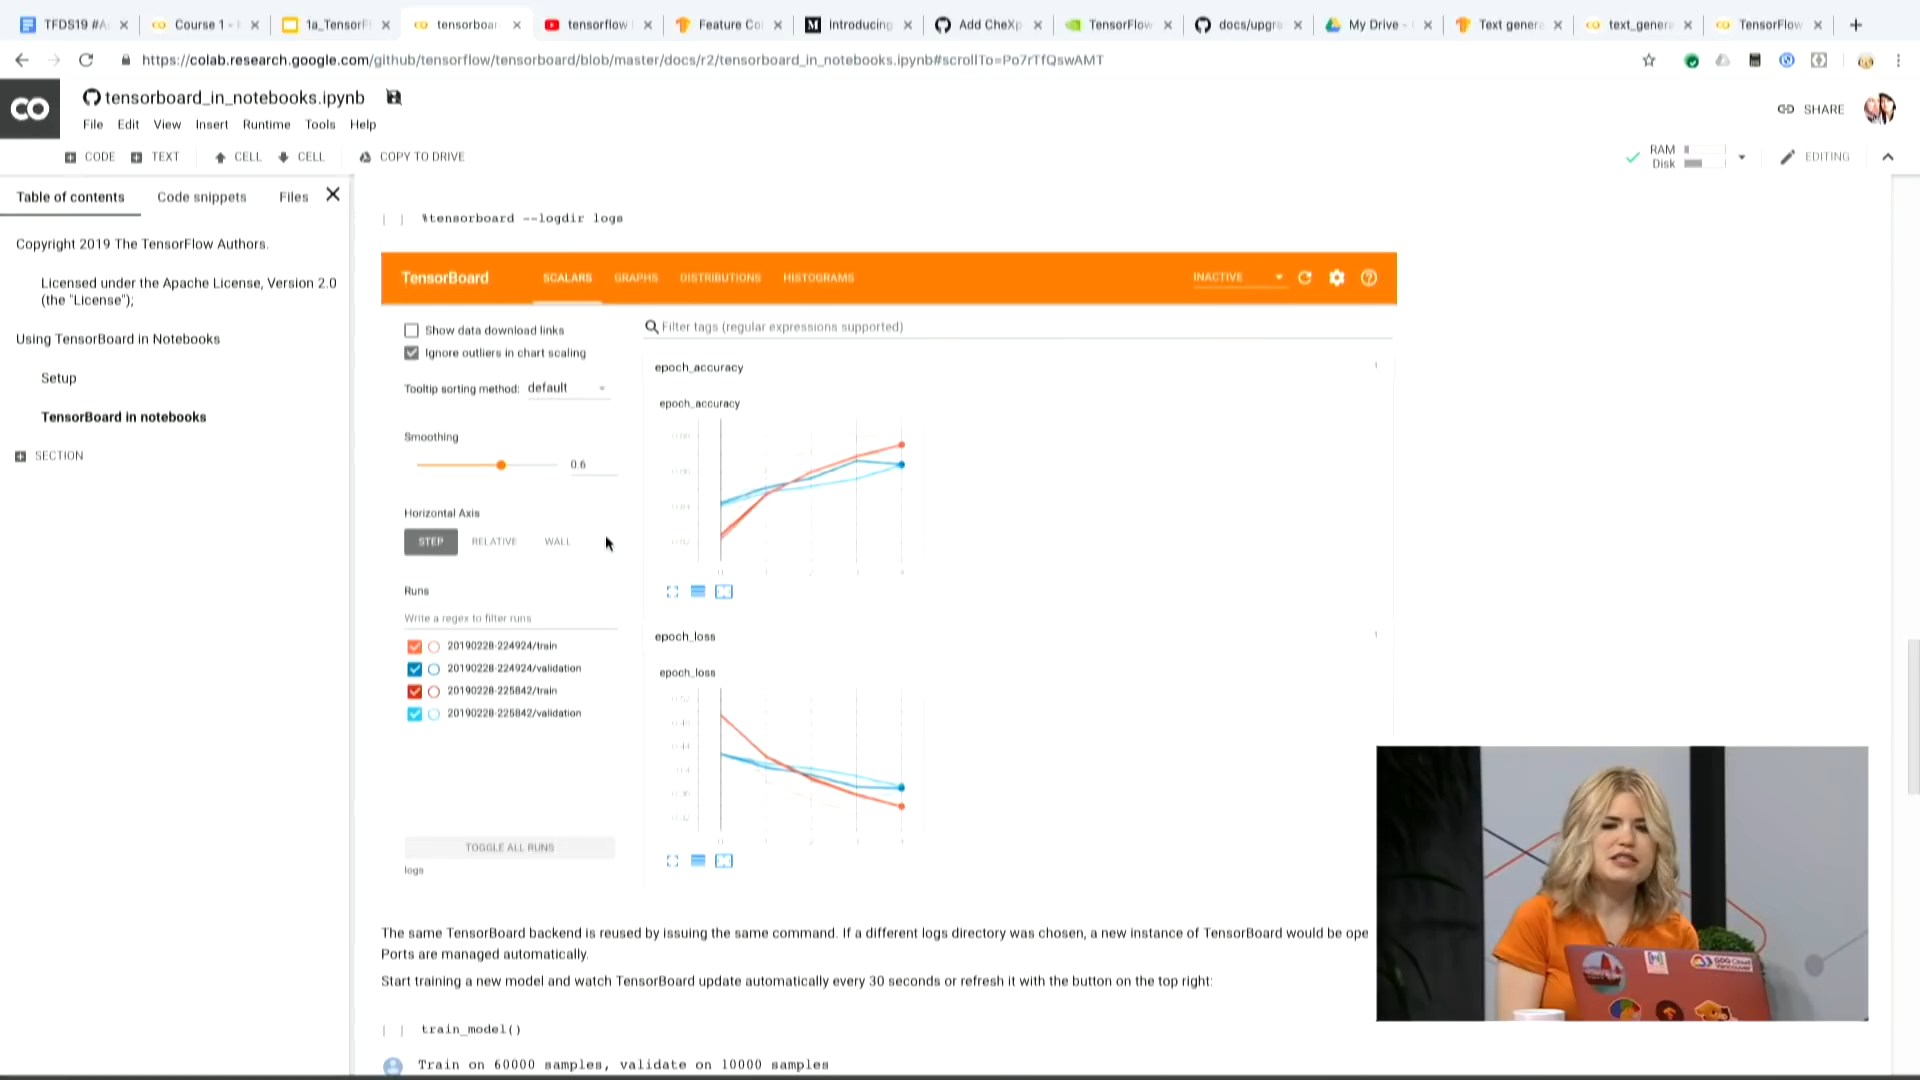 TFDS19 #A
Course 1 -
1a_TensorF
tensorboar
tensorflow
Feature Co
Introducing
Add CheXp
TensorFlow
docs/upgr
My Drive -
Text genera
text_genera
TensorFlow
https://colab.research.google.com/github/tensorflow/tensorboard/blob/master/docs/r2/tensorboard_in_notebooks.ipynb#scrollTo=Po7rTfQswAMT
CO
tensorboard_in_notebooks.ipynb
SHARE
File Edit View Insert Runtime Tools Help
CODE TEXT CELL CELL COPY TO DRIVE
RAM
Disk
EDITING
Table of contents Code snippets Files
Copyright 2019 The TensorFlow Authors.
Licensed under the Apache License, Version 2.0
(the "License");
Using TensorBoard in Notebooks
Setup
TensorBoard in notebooks
SECTION
[ ] %tensorboard --logdir logs
TensorBoard SCALARS GRAPHS DISTRIBUTIONS HISTOGRAMS INACTIVE
Show data download links
Ignore outliers in chart scaling
Tooltip sorting method: default
Smoothing
0.6
Horizontal Axis
STEP RELATIVE WALL
Runs
Write a regex to filter runs
20190228-224924/train
20190228-224924/validation
20190228-225842/train
20190228-225842/validation
TOGGLE ALL RUNS
logs
Filter tags (regular expressions supported)
epoch_accuracy
1
epoch_accuracy
epoch_loss
1
epoch_loss
The same TensorBoard backend is reused by issuing the same command. If a different logs directory was chosen, a new instance of TensorBoard would be ope
Ports are managed automatically.
Start training a new model and watch TensorBoard update automatically every 30 seconds or refresh it with the button on the top right:
[ ] train_model()
Train on 60000 samples, validate on 10000 samples
GDG Cloud
Vancouver